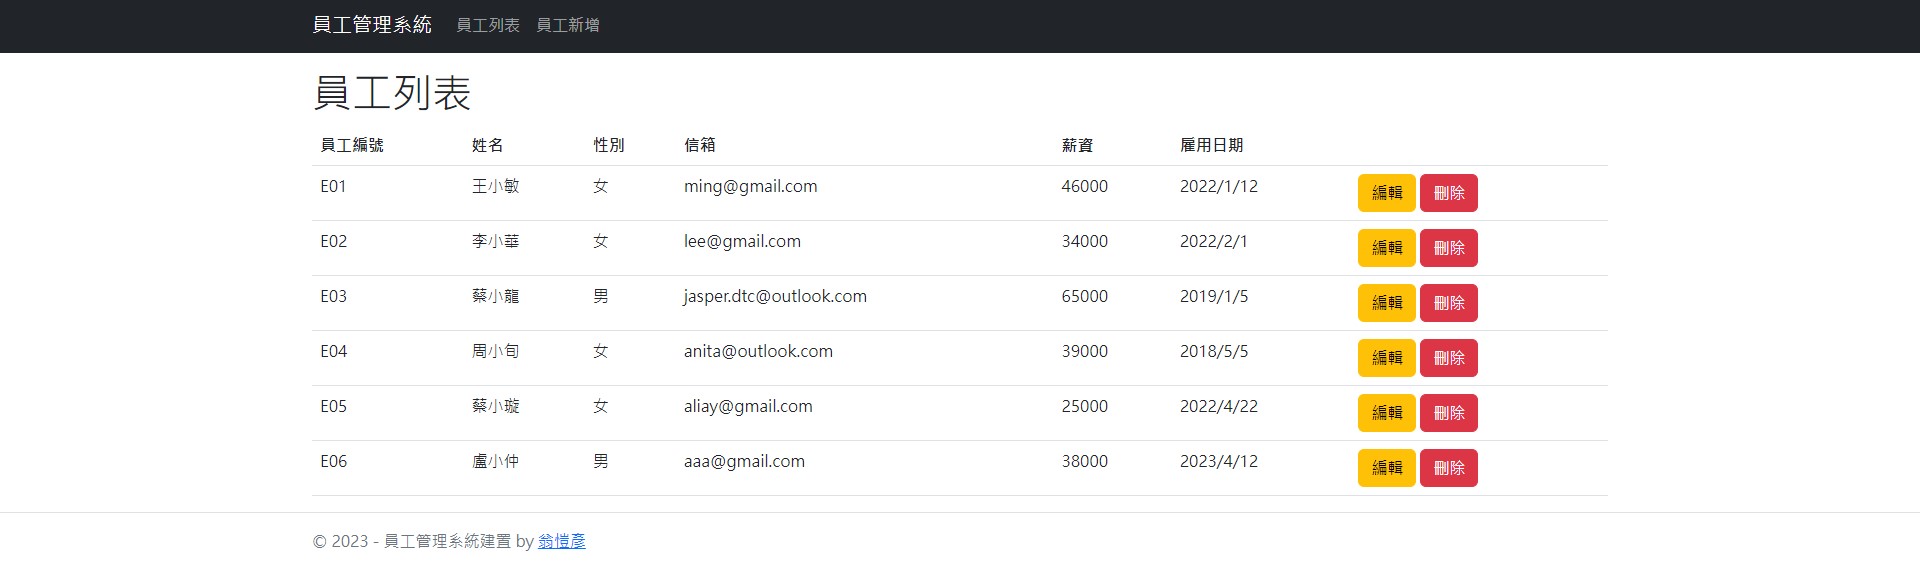 員工管理系統 員工列表 員工新增
員工列表
員工編號 姓名 性別 信箱 薪資 雇用日期
E01 王小敏 女 ming@gmail.com 46000 2022/1/12 編輯 刪除
E02 李小華 女 lee@gmail.com 34000 2022/2/1 編輯 刪除
E03 蔡小龍 男 jasper.dtc@outlook.com 65000 2019/1/5 編輯 刪除
E04 周小旬 女 anita@outlook.com 39000 2018/5/5 編輯 刪除
E05 蔡小璇 女 aliay@gmail.com 25000 2022/4/22 編輯 刪除
E06 盧小仲 男 aaa@gmail.com 38000 2023/4/12 編輯 刪除
© 2023 - 員工管理系統建置 by 翁愷彥